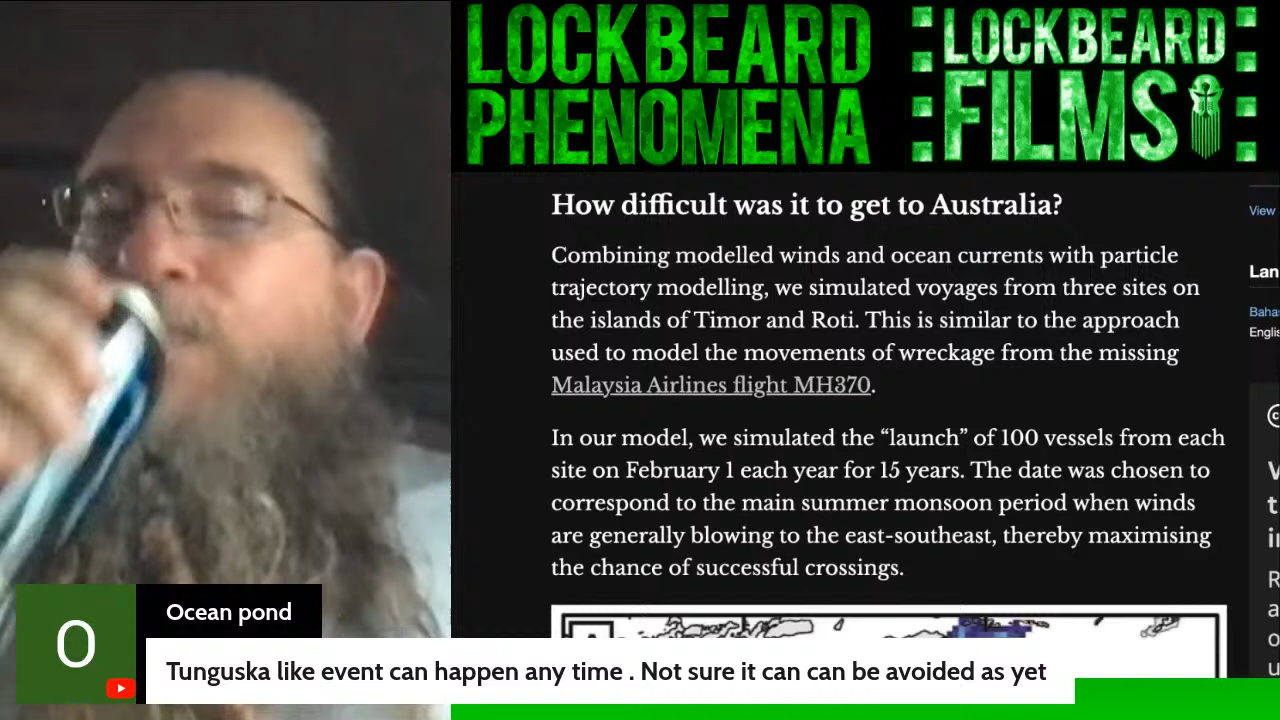 LOCKBEARD
PHENOMENA
LOCKBEARD
FILMS
How difficult was it to get to Australia?
Combining modelled winds and ocean currents with particle
trajectory modelling, we simulated voyages from three sites on
the islands of Timor and Roti. This is similar to the approach
used to model the movements of wreckage from the missing
Malaysia Airlines flight MH370.
In our model, we simulated the “launch” of 100 vessels from each
site on February 1 each year for 15 years. The date was chosen to
correspond to the main summer monsoon period when winds
are generally blowing to the east-southeast, thereby maximising
the chance of successful crossings.
View
Lan
Baha
Englis
O
Ocean pond
Tunguska like event can happen any time . Not sure it can can be avoided as yet